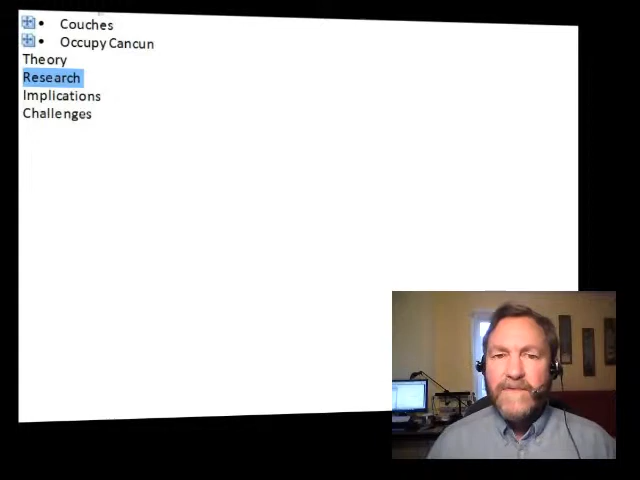 • Couches
• Occupy Cancun
Theory
Research
Implications
Challenges